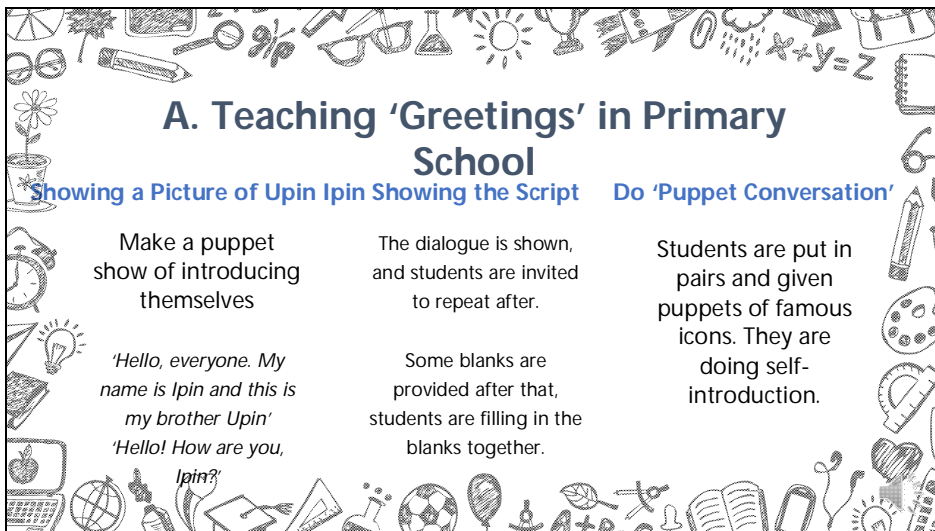 A. Teaching ‘Greetings’ in Primary
School
Showing a Picture of Upin Ipin
Make a puppet
show of introducing
themselves
‘Hello, everyone. My
name is Ipin and this is
my brother Upin’
‘Hello! How are you,
Ipin?’
Showing the Script
The dialogue is shown,
and students are invited
to repeat after.
Some blanks are
provided after that,
students are filling in the
blanks together.
Do ‘Puppet Conversation’
Students are put in
pairs and given
puppets of famous
icons. They are
doing self-
introduction.
x+y=z